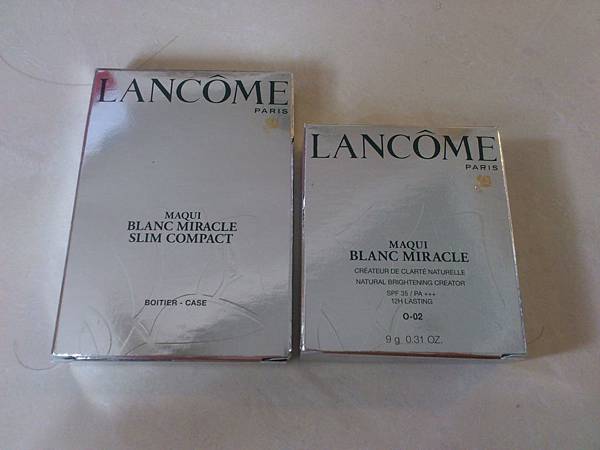 LANCÔME
PARIS
MAQUI
BLANC MIRACLE
SLIM COMPACT
BOITIER - CASE
LANCÔME
PARIS
MAQUI
BLANC MIRACLE
CRÉATEUR DE CLARTÉ NATURELLE
NATURAL BRIGHTENING CREATOR
SPF 35 / PA +++
12H LASTING
O-02
9 g. 0.31 OZ.